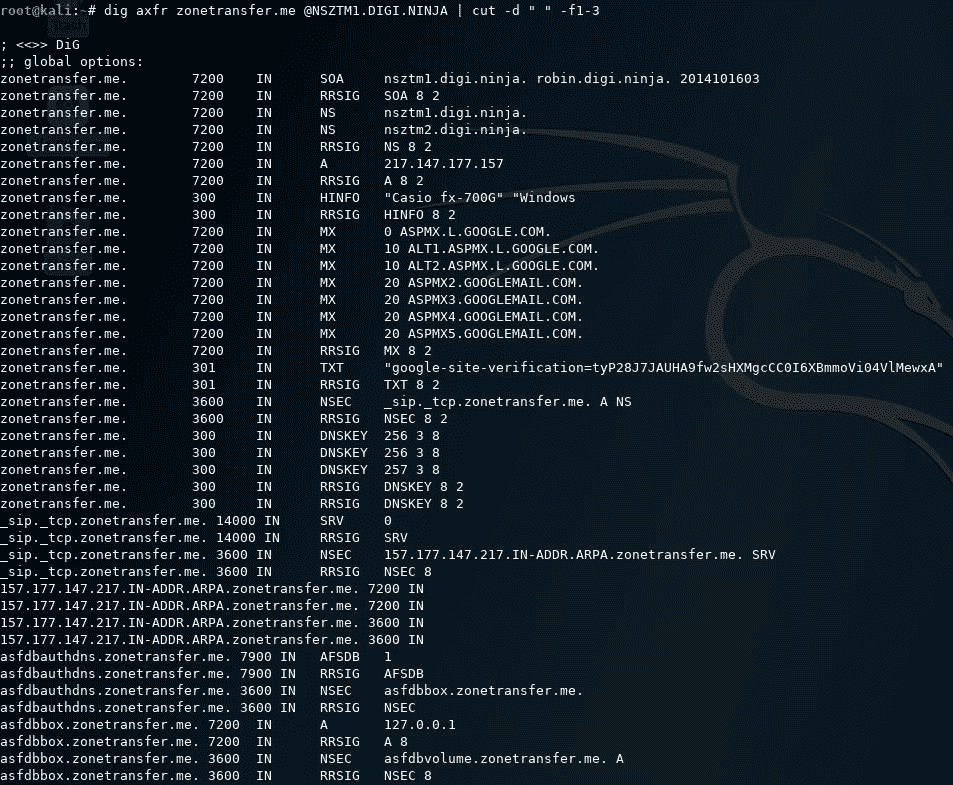 root@kali:~# dig axfr zonetransfer.me @NSZTM1.DIGI.NINJA | cut -d " " -f1-3
; <<>> DiG
;; global options:
zonetransfer.me.        7200    IN      SOA     nsztm1.digi.ninja. robin.digi.ninja. 2014101603
zonetransfer.me.        7200    IN      RRSIG   SOA 8 2
zonetransfer.me.        7200    IN      NS      nsztm1.digi.ninja.
zonetransfer.me.        7200    IN      NS      nsztm2.digi.ninja.
zonetransfer.me.        7200    IN      RRSIG   NS 8 2
zonetransfer.me.        7200    IN      A       217.147.177.157
zonetransfer.me.        7200    IN      RRSIG   A 8 2
zonetransfer.me.        300     IN      HINFO   "Casio fx-700G" "Windows
zonetransfer.me.        300     IN      RRSIG   HINFO 8 2
zonetransfer.me.        7200    IN      MX      0 ASPMX.L.GOOGLE.COM.
zonetransfer.me.        7200    IN      MX      10 ALT1.ASPMX.L.GOOGLE.COM.
zonetransfer.me.        7200    IN      MX      10 ALT2.ASPMX.L.GOOGLE.COM.
zonetransfer.me.        7200    IN      MX      20 ASPMX2.GOOGLEMAIL.COM.
zonetransfer.me.        7200    IN      MX      20 ASPMX3.GOOGLEMAIL.COM.
zonetransfer.me.        7200    IN      MX      20 ASPMX4.GOOGLEMAIL.COM.
zonetransfer.me.        7200    IN      MX      20 ASPMX5.GOOGLEMAIL.COM.
zonetransfer.me.        7200    IN      RRSIG   MX 8 2
zonetransfer.me.        301     IN      TXT     "google-site-verification=tyP28J7JAUHA9fw2sHXMgcCC0I6XBmmoVi04VlMewxA"
zonetransfer.me.        301     IN      RRSIG   TXT 8 2
zonetransfer.me.        3600    IN      NSEC    _sip._tcp.zonetransfer.me. A NS
zonetransfer.me.        3600    IN      RRSIG   NSEC 8 2
zonetransfer.me.        300     IN      DNSKEY  256 3 8
zonetransfer.me.        300     IN      DNSKEY  256 3 8
zonetransfer.me.        300     IN      DNSKEY  257 3 8
zonetransfer.me.        300     IN      RRSIG   DNSKEY 8 2
zonetransfer.me.        300     IN      RRSIG   DNSKEY 8 2
_sip._tcp.zonetransfer.me. 14000 IN     SRV     0
_sip._tcp.zonetransfer.me. 14000 IN     RRSIG   SRV
_sip._tcp.zonetransfer.me. 3600 IN      NSEC    157.177.147.217.IN-ADDR.ARPA.zonetransfer.me. SRV
_sip._tcp.zonetransfer.me. 3600 IN      RRSIG   NSEC 8
157.177.147.217.IN-ADDR.ARPA.zonetransfer.me. 7200 IN
157.177.147.217.IN-ADDR.ARPA.zonetransfer.me. 7200 IN
157.177.147.217.IN-ADDR.ARPA.zonetransfer.me. 3600 IN
157.177.147.217.IN-ADDR.ARPA.zonetransfer.me. 3600 IN
asfdbauthdns.zonetransfer.me. 7900 IN   AFSDB   1
asfdbauthdns.zonetransfer.me. 7900 IN   RRSIG   AFSDB
asfdbauthdns.zonetransfer.me. 3600 IN   NSEC    asfdbbox.zonetransfer.me.
asfdbauthdns.zonetransfer.me. 3600 IN   RRSIG   NSEC
asfdbbox.zonetransfer.me. 7200  IN      A       127.0.0.1
asfdbbox.zonetransfer.me. 7200  IN      RRSIG   A 8
asfdbbox.zonetransfer.me. 3600  IN      NSEC    asfdbvolume.zonetransfer.me. A
asfdbbox.zonetransfer.me. 3600  IN      RRSIG   NSEC 8